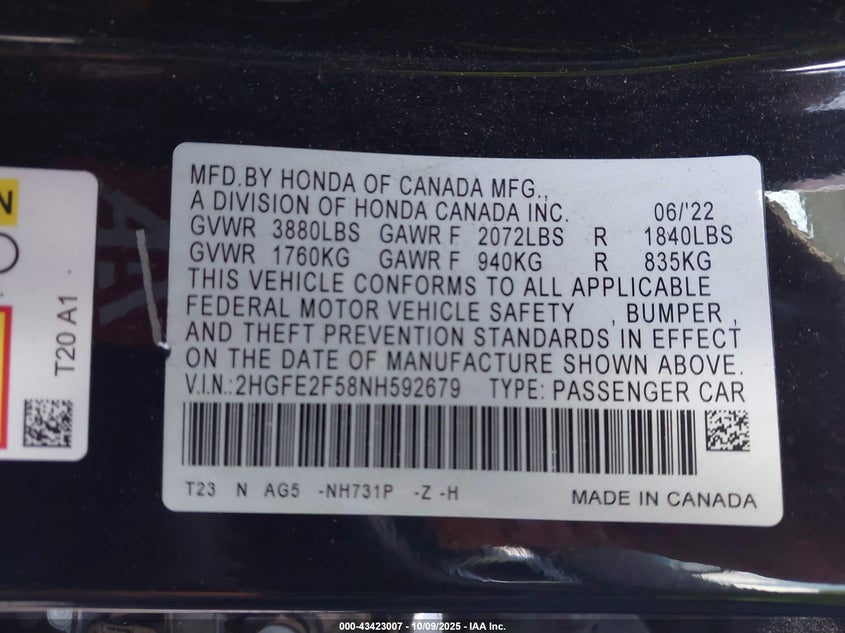 N
T20 A1
MFD.BY HONDA OF CANADA MFG.,
A DIVISION OF HONDA CANADA INC. 06/'22
GVWR 3880LBS GAWR F 2072LBS R 1840LBS
GVWR 1760KG GAWR F 940KG R 835KG
THIS VEHICLE CONFORMS TO ALL APPLICABLE
FEDERAL MOTOR VEHICLE SAFETY , BUMPER ,
AND THEFT PREVENTION STANDARDS IN EFFECT
ON THE DATE OF MANUFACTURE SHOWN ABOVE.
V.I.N.:2HGFE2F58NH592679 TYPE: PASSENGER CAR
T23 N AG5 -NH731P -Z -H MADE IN CANADA
000-43423007 - 10/09/2025 - IAA Inc.